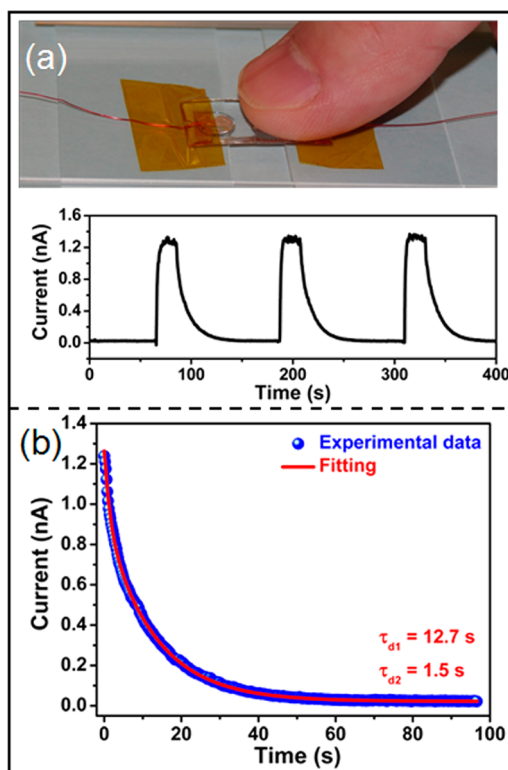 (a)
1.6
1.2
0.8
0.4
0.0
Current (nA)
0 100 200 300 400
Time (s)
(b)
1.4
1.2
1.0
0.8
0.6
0.4
0.2
0.0
Current (nA)
Experimental data
Fitting
τd1 = 12.7 s
τd2 = 1.5 s
0 20 40 60 80 100
Time (s)